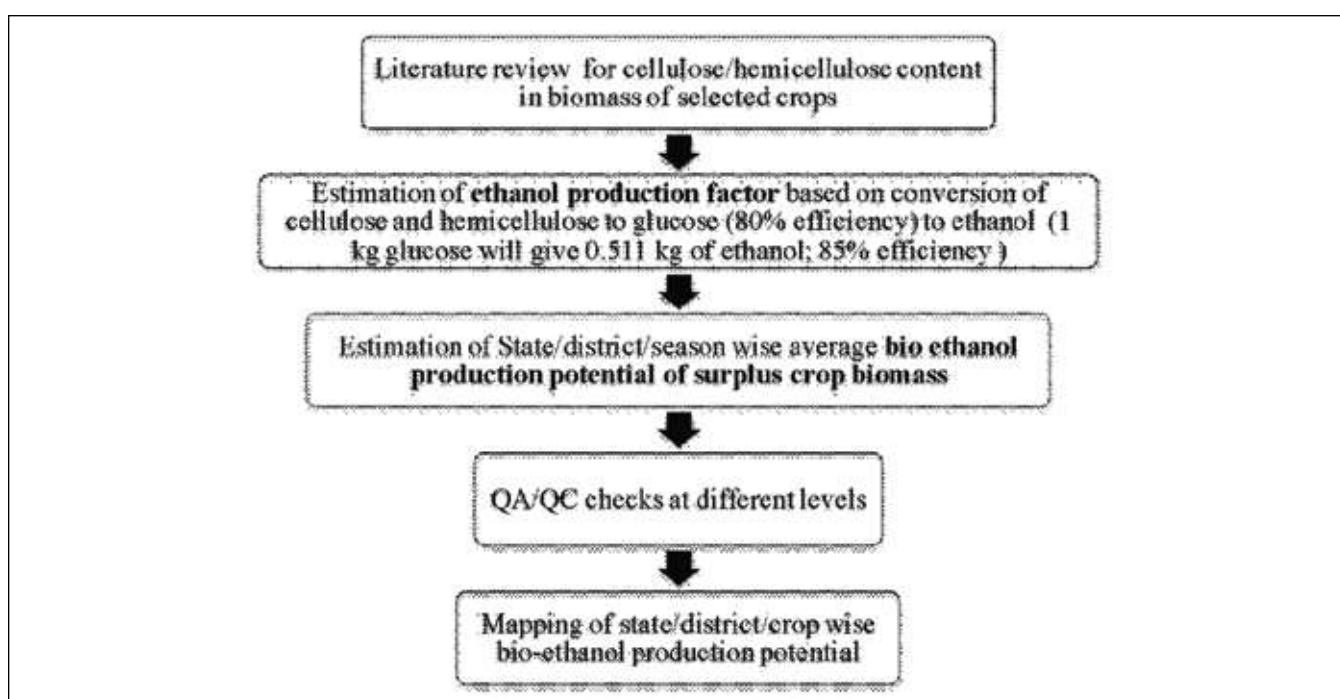 Literature review for cellulose/hemicellulose content
in biomass of selected crops
Estimation of ethanol production factor based on conversion of
cellulose and hemicellulose to glucose (80% efficiency) to ethanol (1
kg glucose will give 0.511 kg of ethanol; 85% efficiency )
Estimation of State/district/season wise average bio ethanol
production potential of surplus crop biomass
QA/QC checks at different levels
Mapping of state/district/crop wise
bio-ethanol production potential